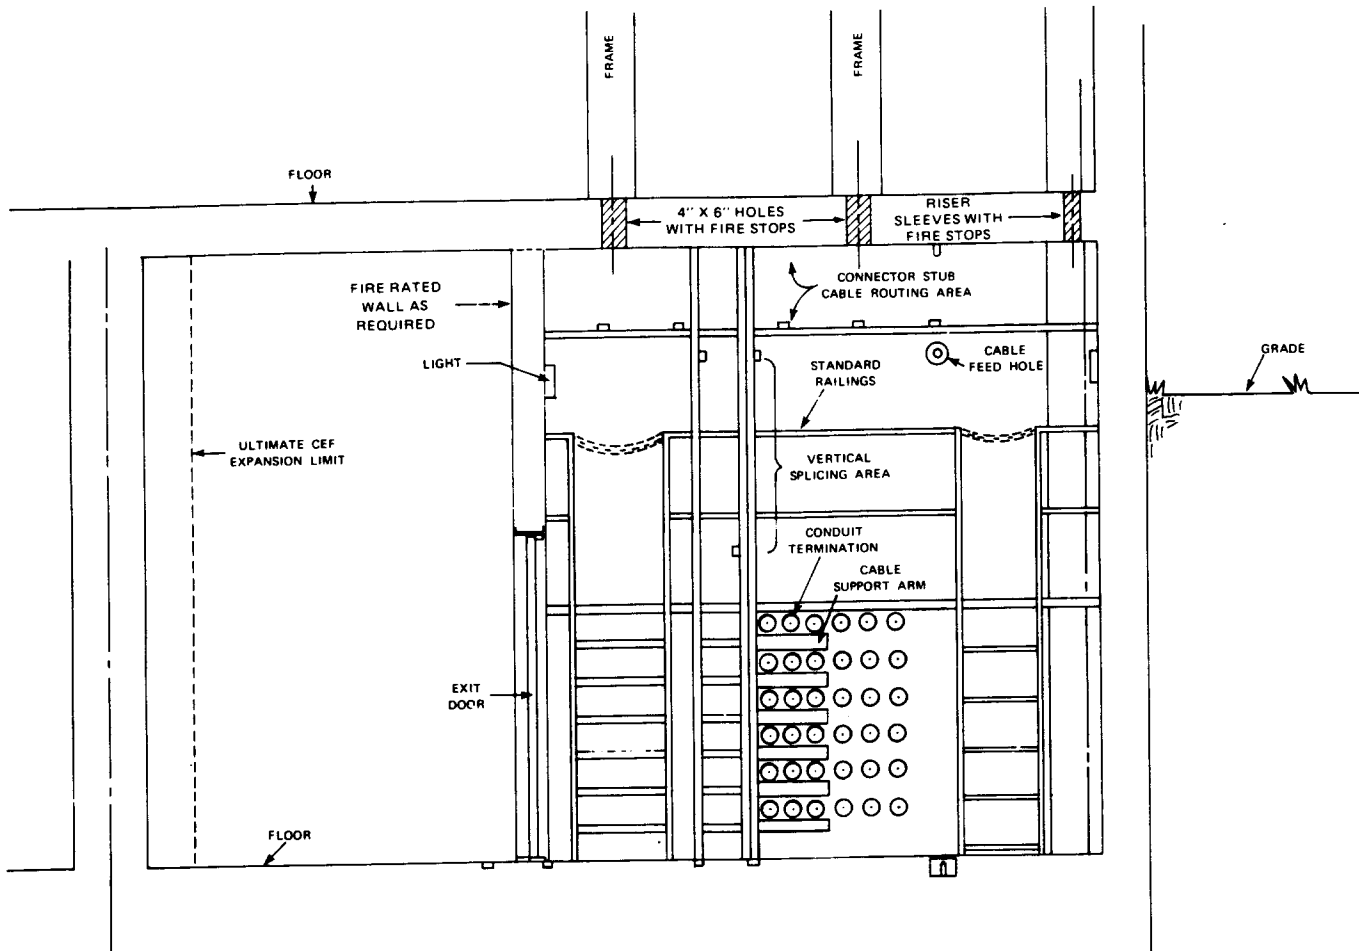 FRAME
FRAME
FLOOR
4" X 6" HOLES
WITH FIRE STOPS
RISER
SLEEVES WITH
FIRE STOPS
CONNECTOR STUB
CABLE ROUTING AREA
FIRE RATED
WALL AS
REQUIRED
LIGHT
CABLE
FEED HOLE
GRADE
STANDARD
RAILINGS
ULTIMATE CEF
EXPANSION LIMIT
VERTICAL
SPLICING AREA
CONDUIT
TERMINATION
CABLE
SUPPORT ARM
EXIT
DOOR
FLOOR